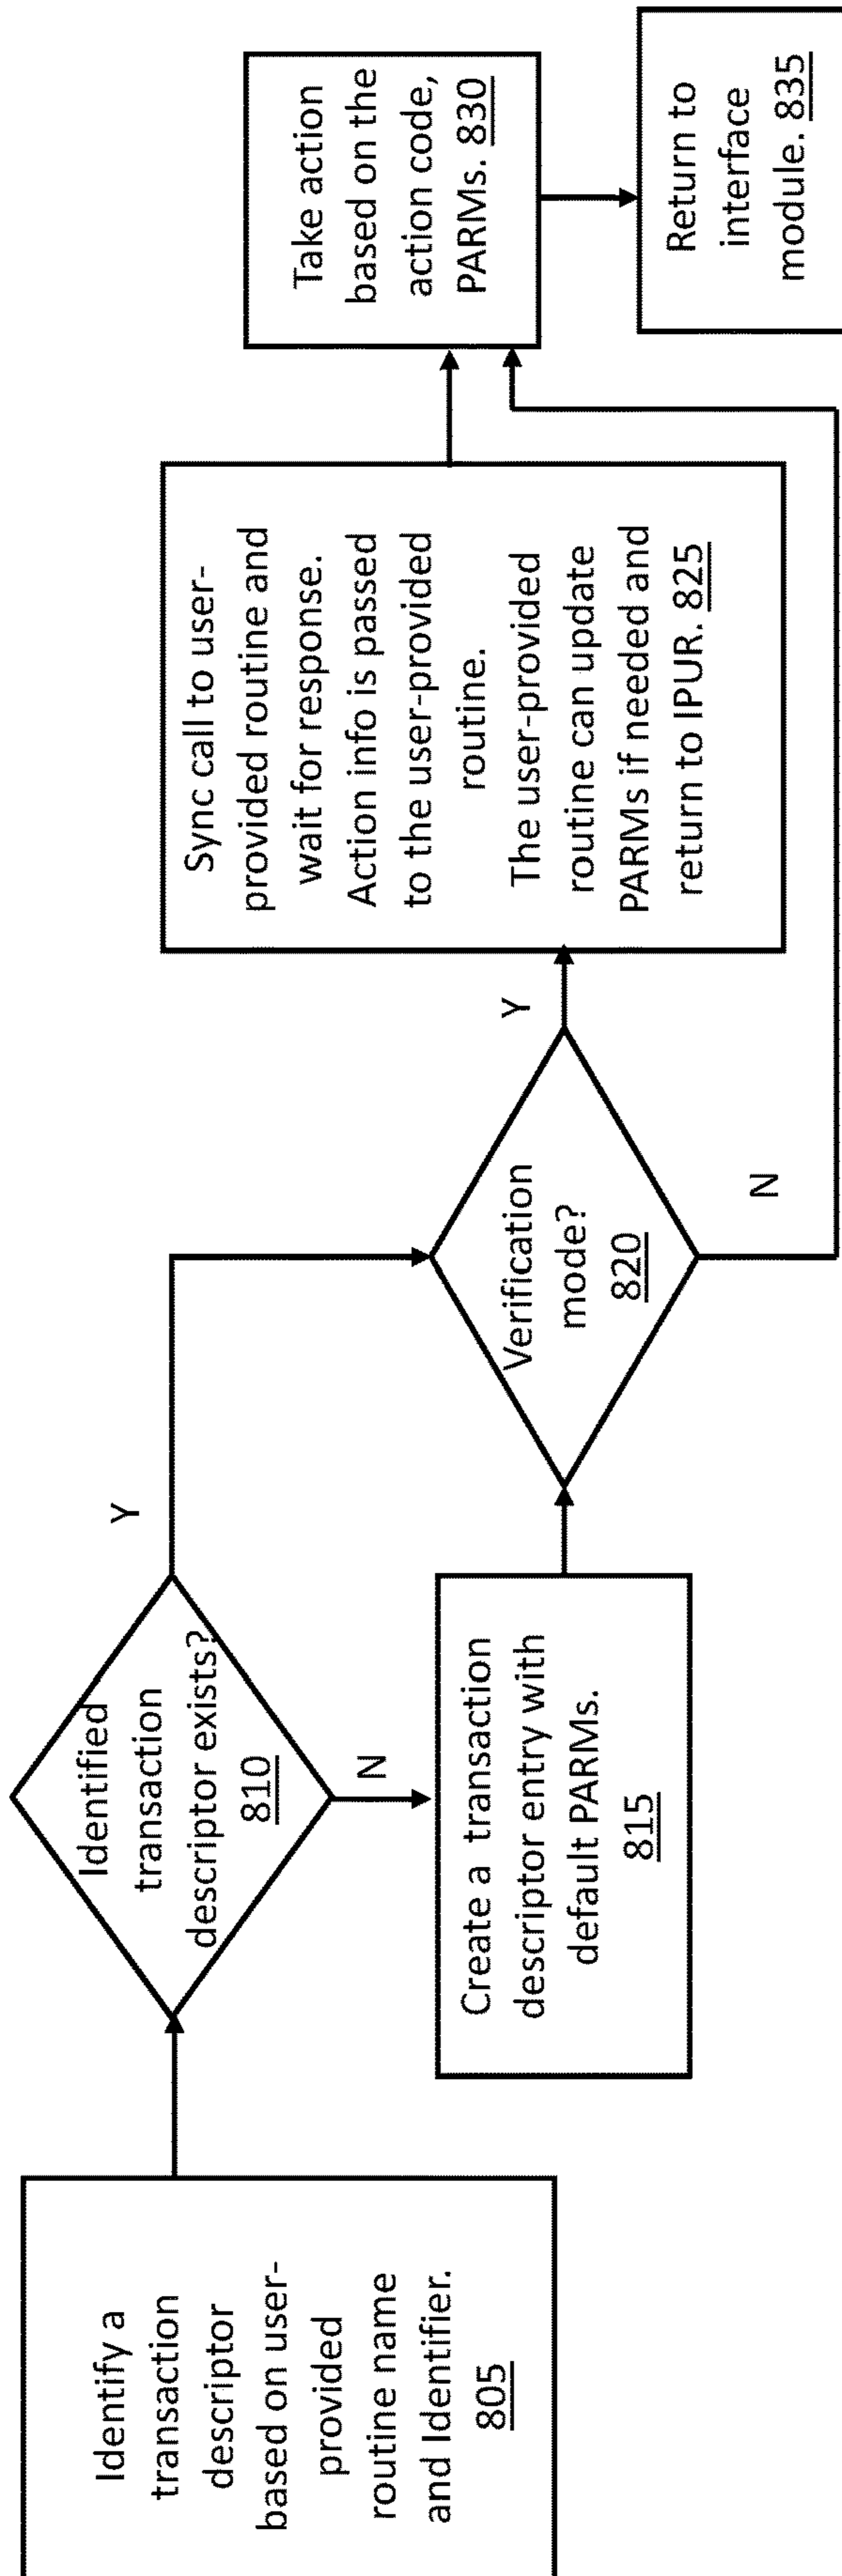 Identify a
transaction
descriptor
based on user-
provided
routine name
and Identifier.
805
Identified
transaction
descriptor exists?
810
Y
N
Create a transaction
descriptor entry with
default PARMs.
815
Verification
mode?
820
Y
N
Sync call to user-
provided routine and
wait for response.
Action info is passed
to the user-provided
routine.
The user-provided
routine can update
PARMs if needed and
return to IPUR. 825
Take action
based on the
action code,
PARMs. 830
Return to
interface
module. 835